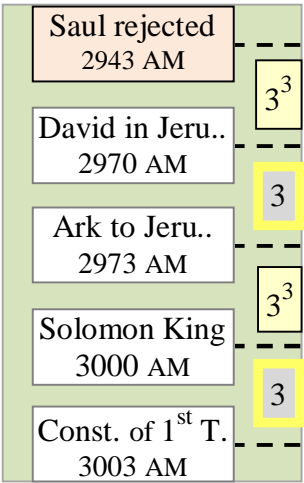 Saul rejected
2943 AM
3³
David in Jeru..
2970 AM
3
Ark to Jeru..
2973 AM
3³
Solomon King
3000 AM
3
Const. of 1ˢᵗ T.
3003 AM